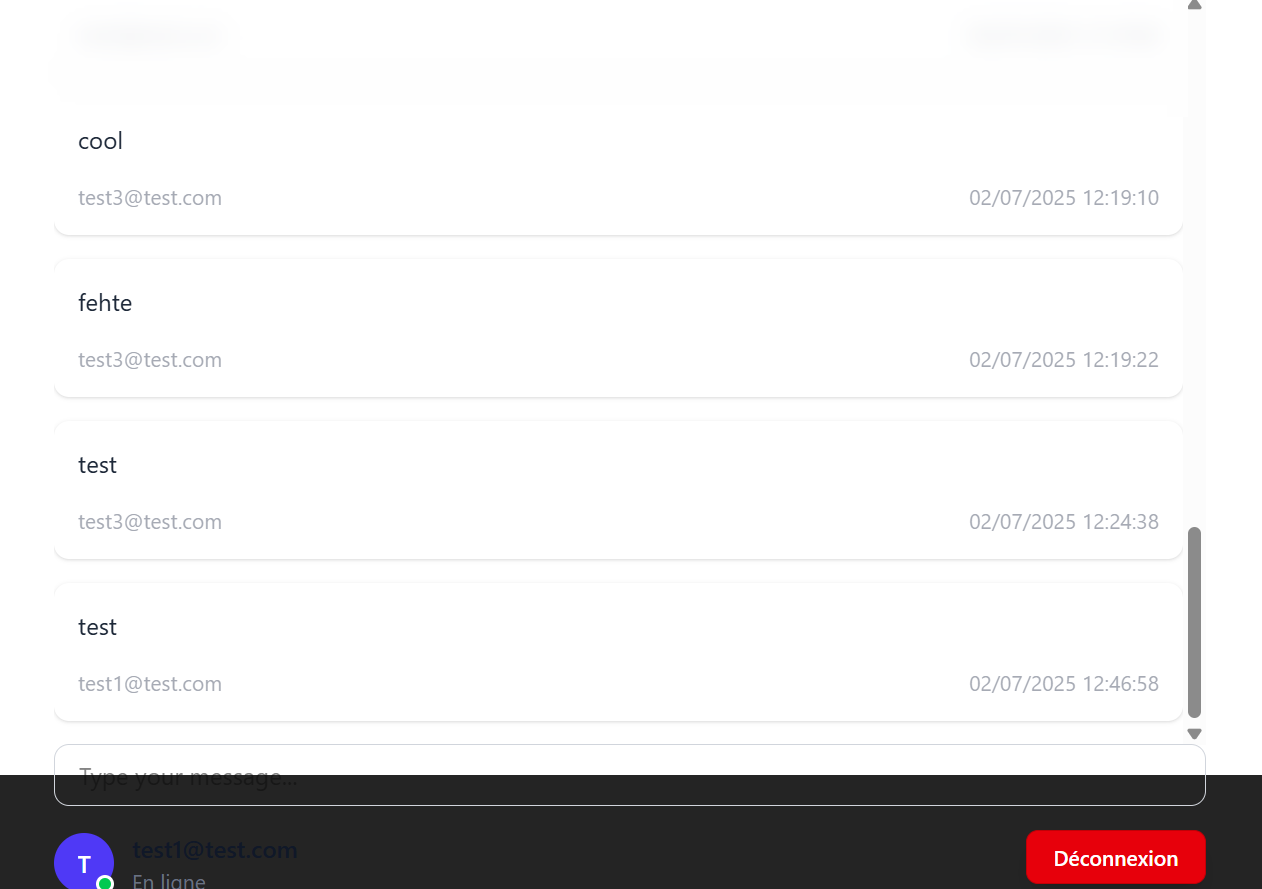 cool
test3@test.com 02/07/2025 12:19:10
fehte
test3@test.com 02/07/2025 12:19:22
test
test3@test.com 02/07/2025 12:24:38
test
test1@test.com 02/07/2025 12:46:58
Type your message...
T test1@test.com Déconnexion
En ligne